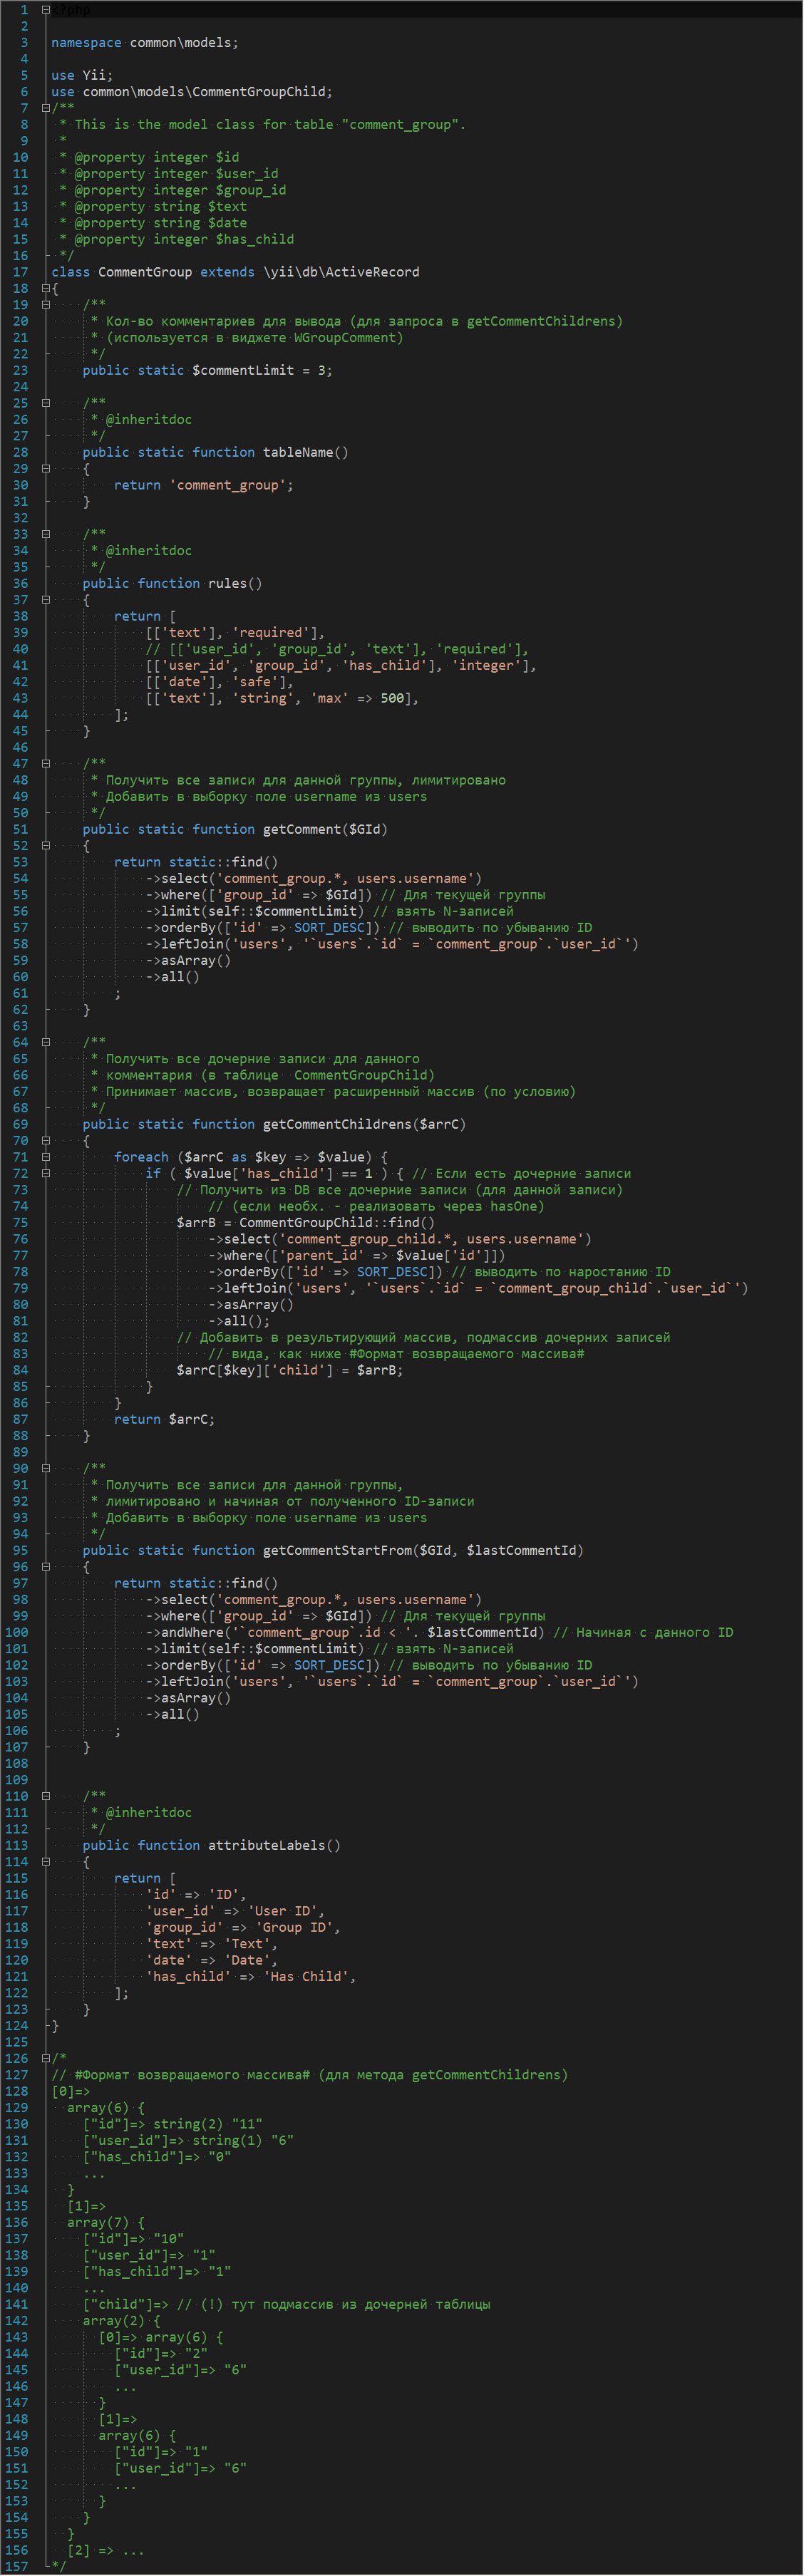 1 <?php
2
3 namespace common\models;
4
5 use Yii;
6 use common\models\CommentGroupChild;
7 /**
8  * This is the model class for table "comment_group".
9  *
10  * @property integer $id
11  * @property integer $user_id
12  * @property integer $group_id
13  * @property string $text
14  * @property string $date
15  * @property integer $has_child
16  */
17 class CommentGroup extends \yii\db\ActiveRecord
18 {
19     /**
20      * Кол-во комментариев для вывода (для запроса в getCommentChildrens)
21      * (используется в виджете WGroupComment)
22      */
23     public static $commentLimit = 3;
24
25     /**
26      * @inheritdoc
27      */
28     public static function tableName()
29     {
30         return 'comment_group';
31     }
32
33     /**
34      * @inheritdoc
35      */
36     public function rules()
37     {
38         return [
39             [['text'], 'required'],
40             // [['user_id', 'group_id', 'text'], 'required'],
41             [['user_id', 'group_id', 'has_child'], 'integer'],
42             [['date'], 'safe'],
43             [['text'], 'string', 'max' => 500],
44         ];
45     }
46
47     /**
48      * Получить все записи для данной группы, лимитировано
49      * Добавить в выборку поле username из users
50      */
51     public static function getComment($GId)
52     {
53         return static::find()
54             ->select('comment_group.*, users.username')
55             ->where(['group_id' => $GId]) // Для текущей группы
56             ->limit(self::$commentLimit) // взять N-записей
57             ->orderBy(['id' => SORT_DESC]) // выводить по убыванию ID
58             ->leftJoin('users', '`users`.`id` = `comment_group`.`user_id`')
59             ->asArray()
60             ->all()
61         ;
62     }
63
64     /**
65      * Получить все дочерние записи для данного
66      * комментария (в таблице  CommentGroupChild)
67      * Принимает массив, возвращает расширенный массив (по условию)
68      */
69     public static function getCommentChildrens($arrC)
70     {
71         foreach ($arrC as $key => $value) {
72             if ( $value['has_child'] == 1 ) { // Если есть дочерние записи
73                 // Получить из DB все дочерние записи (для данной записи)
74                     // (если необх. - реализовать через hasOne)
75                 $arrB = CommentGroupChild::find()
76                     ->select('comment_group_child.*, users.username')
77                     ->where(['parent_id' => $value['id']])
78                     ->orderBy(['id' => SORT_DESC]) // выводить по наростанию ID
79                     ->leftJoin('users', '`users`.`id` = `comment_group_child`.`user_id`')
80                     ->asArray()
81                     ->all();
82                 // Добавить в результирующий массив, подмассив дочерних записей
83                     // вида, как ниже #Формат возвращаемого массива#
84                 $arrC[$key]['child'] = $arrB;
85             }
86         }
87         return $arrC;
88     }
89
90     /**
91      * Получить все записи для данной группы,
92      * лимитировано и начиная от полученного ID-записи
93      * Добавить в выборку поле username из users
94      */
95     public static function getCommentStartFrom($GId, $lastCommentId)
96     {
97         return static::find()
98             ->select('comment_group.*, users.username')
99             ->where(['group_id' => $GId]) // Для текущей группы
100             ->andWhere('`comment_group`.id < '. $lastCommentId) // Начиная с данного ID
101             ->limit(self::$commentLimit) // взять N-записей
102             ->orderBy(['id' => SORT_DESC]) // выводить по убыванию ID
103             ->leftJoin('users', '`users`.`id` = `comment_group`.`user_id`')
104             ->asArray()
105             ->all()
106         ;
107     }
108
109
110     /**
111      * @inheritdoc
112      */
113     public function attributeLabels()
114     {
115         return [
116             'id' => 'ID',
117             'user_id' => 'User ID',
118             'group_id' => 'Group ID',
119             'text' => 'Text',
120             'date' => 'Date',
121             'has_child' => 'Has Child',
122         ];
123     }
124 }
125
126 /*
127 // #Формат возвращаемого массива# (для метода getCommentChildrens)
128 [0]=>
129   array(6) {
130     ["id"]=> string(2) "11"
131     ["user_id"]=> string(1) "6"
132     ["has_child"]=> "0"
133     ...
134   }
135   [1]=>
136   array(7) {
137     ["id"]=> "10"
138     ["user_id"]=> "1"
139     ["has_child"]=> "1"
140     ...
141     ["child"]=> // (!) тут подмассив из дочерней таблицы
142     array(2) {
143       [0]=> array(6) {
144         ["id"]=> "2"
145         ["user_id"]=> "6"
146         ...
147       }
148       [1]=>
149       array(6) {
150         ["id"]=> "1"
151         ["user_id"]=> "6"
152         ...
153       }
154     }
155   }
156   [2] => ...
157 */